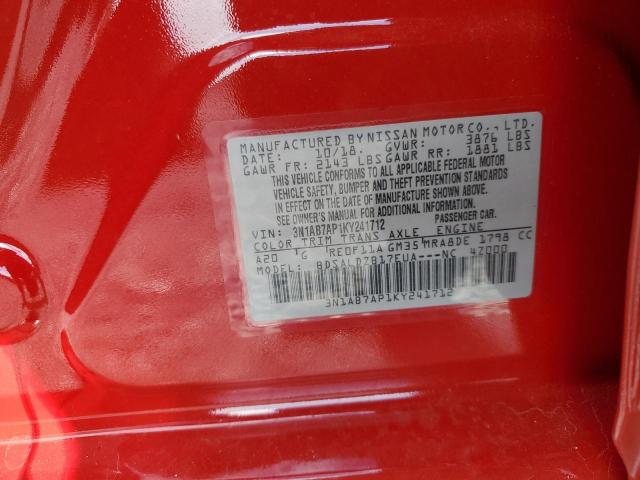 MANUFACTURED BY NISSAN MOTOR CO., LTD.
DATE: 10/18. GVWR: 3876 LBS
GAWR FR: 2143 LBS GAWR RR: 1881 LBS
THIS VEHICLE CONFORMS TO ALL APPLICABLE FEDERAL MOTOR
VEHICLE SAFETY, BUMPER AND THEFT PREVENTION STANDARDS
IN EFFECT ON THE DATE OF MANUFACTURE SHOWN ABOVE.
SEE OWNER'S MANUAL FOR ADDITIONAL INFORMATION.
VIN: 3N1AB7AP1KY241712 PASSENGER CAR.
COLOR TRIM TRANS AXLE ENGINE
A20 G RE0F11A GM35 MRA8DE 1798 CC
MODEL: BDSALDZB17EUA---NC 47000
3N1AB7AP1KY241712